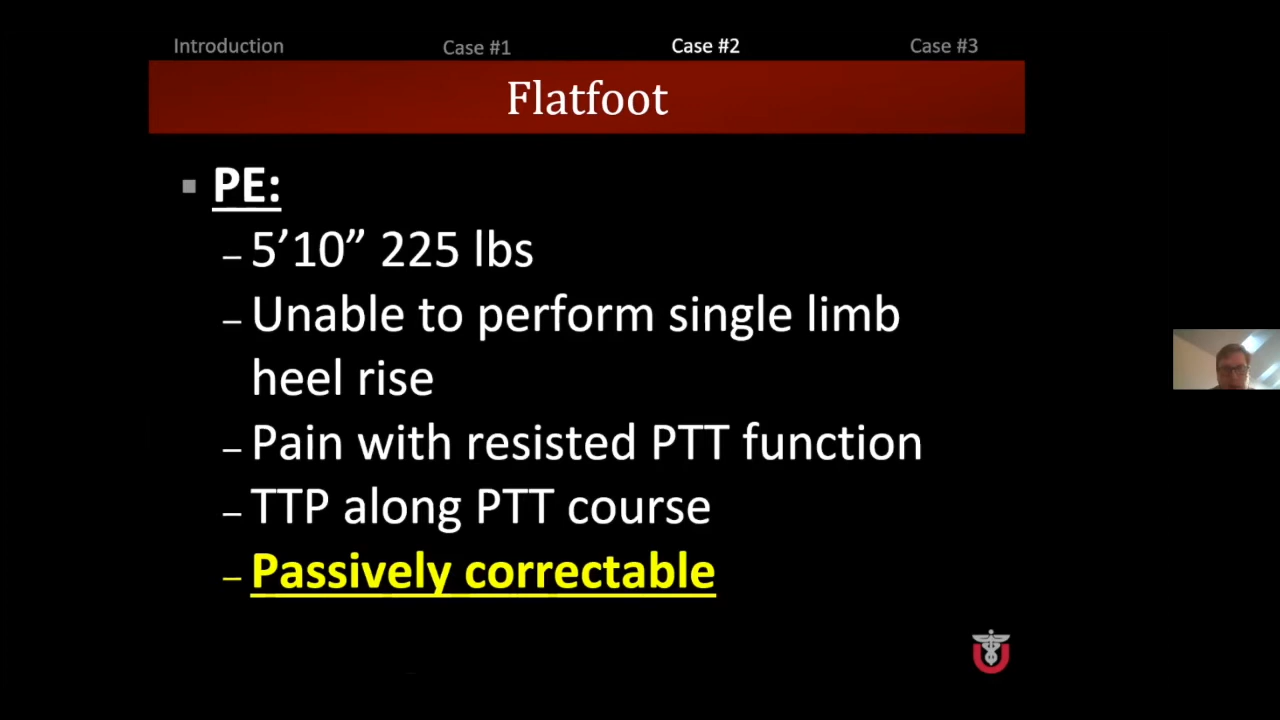 Introduction Case #1 Case #2 Case #3
Flatfoot
▪ PE:
– 5’10” 225 lbs
– Unable to perform single limb
heel rise
– Pain with resisted PTT function
– TTP along PTT course
– Passively correctable
U